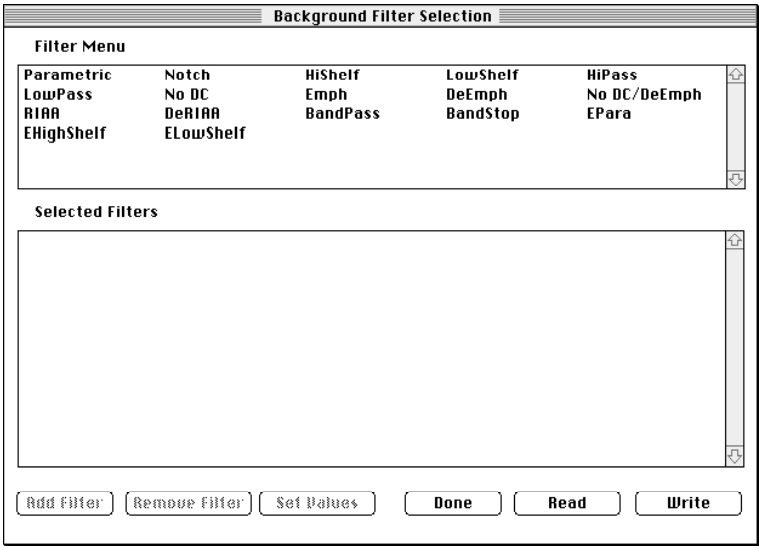 Background Filter Selection
Filter Menu
Parametric Notch HiShelf LowShelf HiPass
LowPass No DC Emph DeEmph No DC/DeEmph
RIAA DeRIAA BandPass BandStop EPara
EHighShelf ELowShelf
Selected Filters
Add Filter Remove Filter Set Values Done Read Write